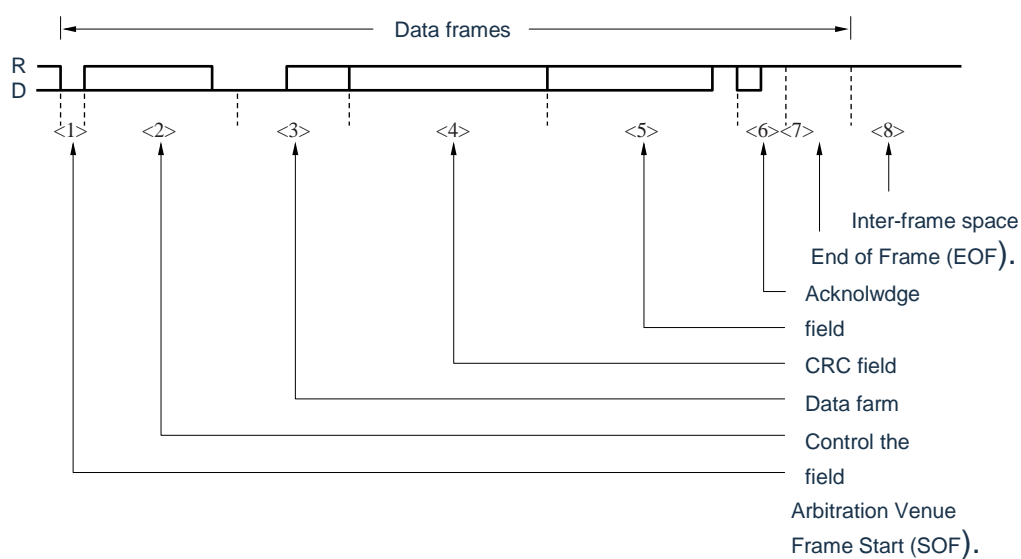 Data frames
R
D
<1> <2> <3> <4> <5> <6> <7> <8>
Inter-frame space
End of Frame (EOF).
Acknolwdge
field
CRC field
Data farm
Control the
field
Arbitration Venue
Frame Start (SOF).